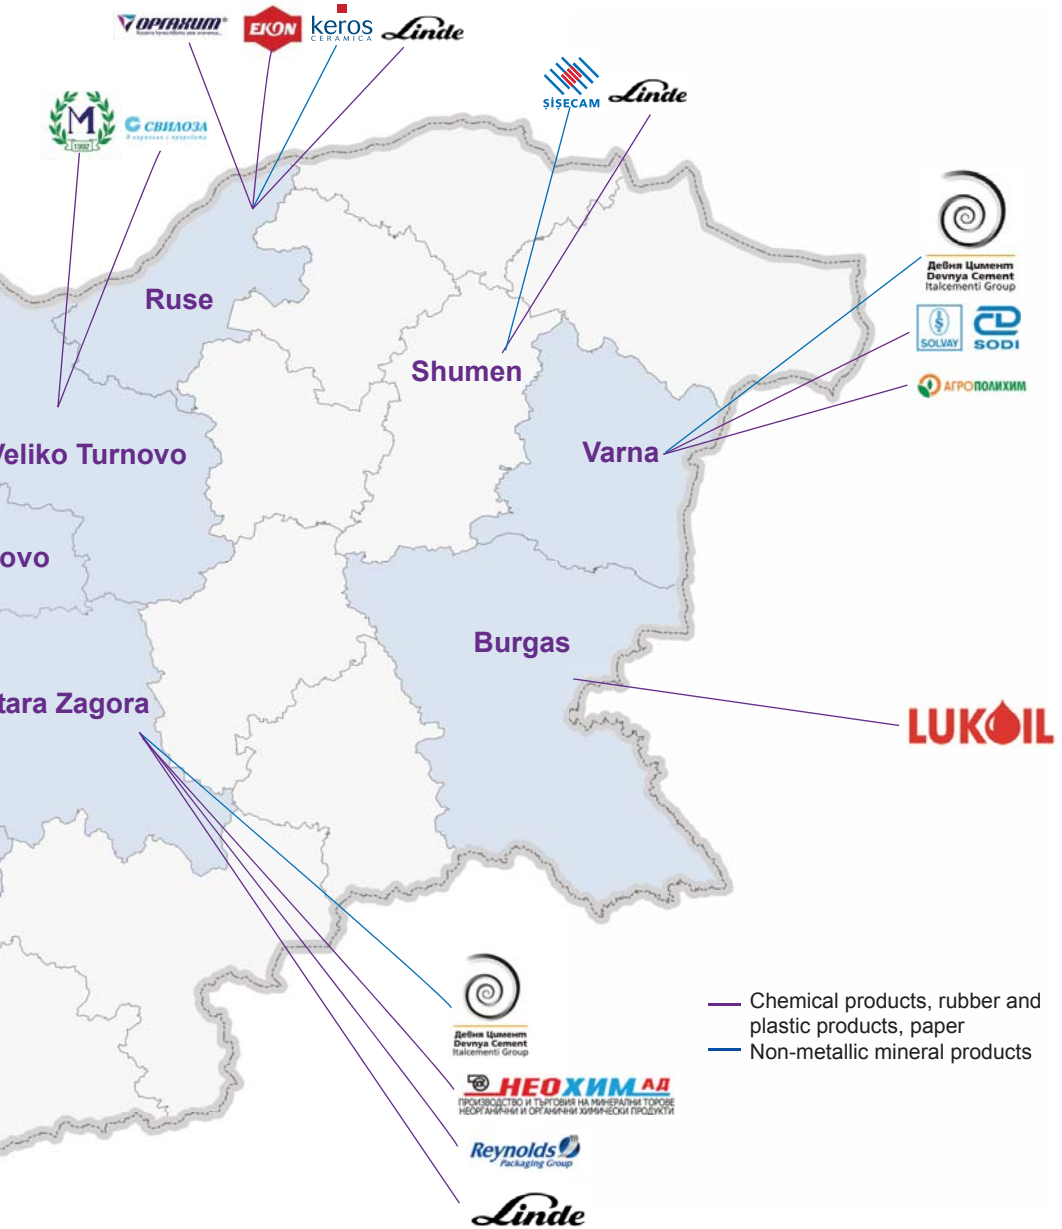 ОРГАХИМ®
EKON
keros
CERAMICA
Linde
ŞİŞECAM
Linde
M
1902
СВИЛОЗА
В хармония с природата
Девня Цимент
Devnya Cement
Italcementi Group
Ruse
SOLVAY
SODI
Shumen
АГРОПОЛИХИМ
Veliko Turnovo
Varna
ovo
Burgas
tara Zagora
LUKOIL
Девня Цимент
Devnya Cement
Italcementi Group
Chemical products, rubber and
plastic products, paper
Non-metallic mineral products
НЕОХИМ АД
ПРОИЗВОДСТВО И ТЪРГОВИЯ НА МИНЕРАЛНИ ТОРОВЕ
НЕОРГАНИЧНИ И ОРГАНИЧНИ ХИМИЧЕСКИ ПРОДУКТИ
Reynolds
Packaging Group
Linde